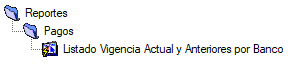 Reportes
Pagos
Listado Vigencia Actual y Anteriores por Banco